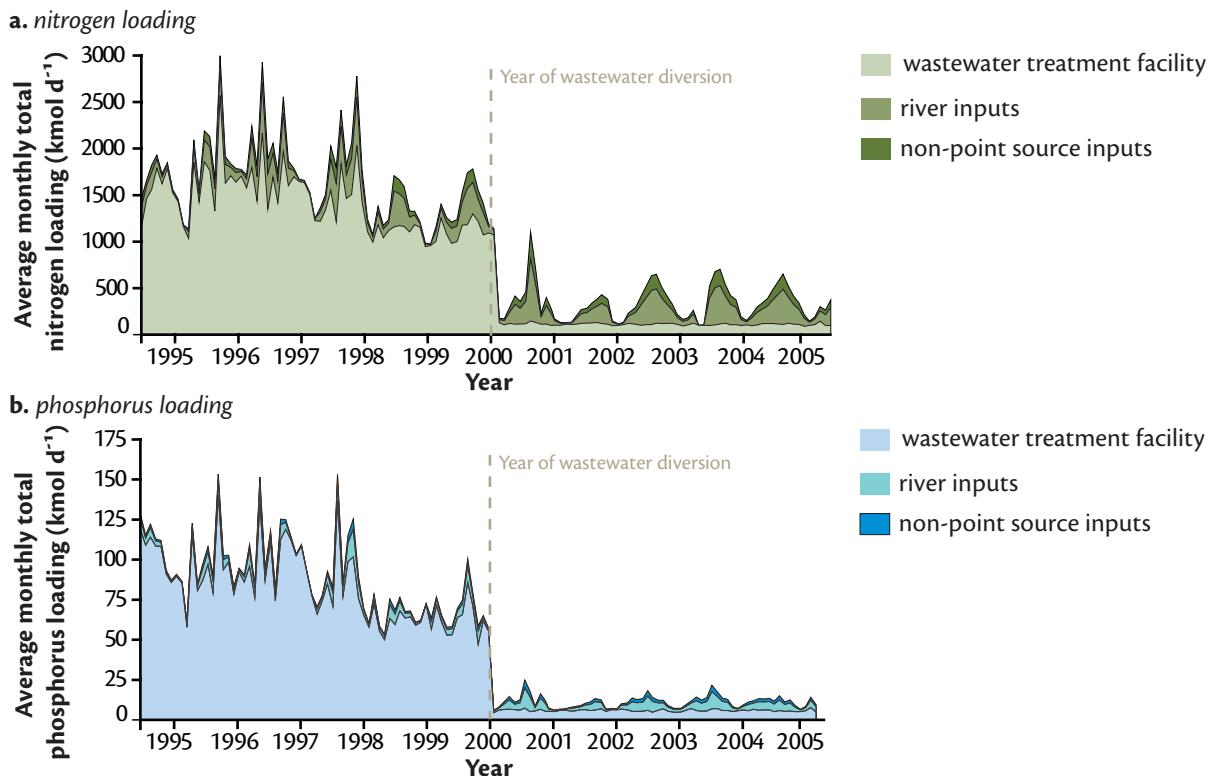 a. nitrogen loading
Average monthly total
nitrogen loading (kmol d⁻¹)
3000
2500
2000
1500
1000
500
0
Year of wastewater diversion
wastewater treatment facility
river inputs
non-point source inputs
1995 1996 1997 1998 1999 2000 2001 2002 2003 2004 2005
Year
b. phosphorus loading
Average monthly total
phosphorus loading (kmol d⁻¹)
175
150
125
100
75
50
25
0
Year of wastewater diversion
wastewater treatment facility
river inputs
non-point source inputs
1995 1996 1997 1998 1999 2000 2001 2002 2003 2004 2005
Year